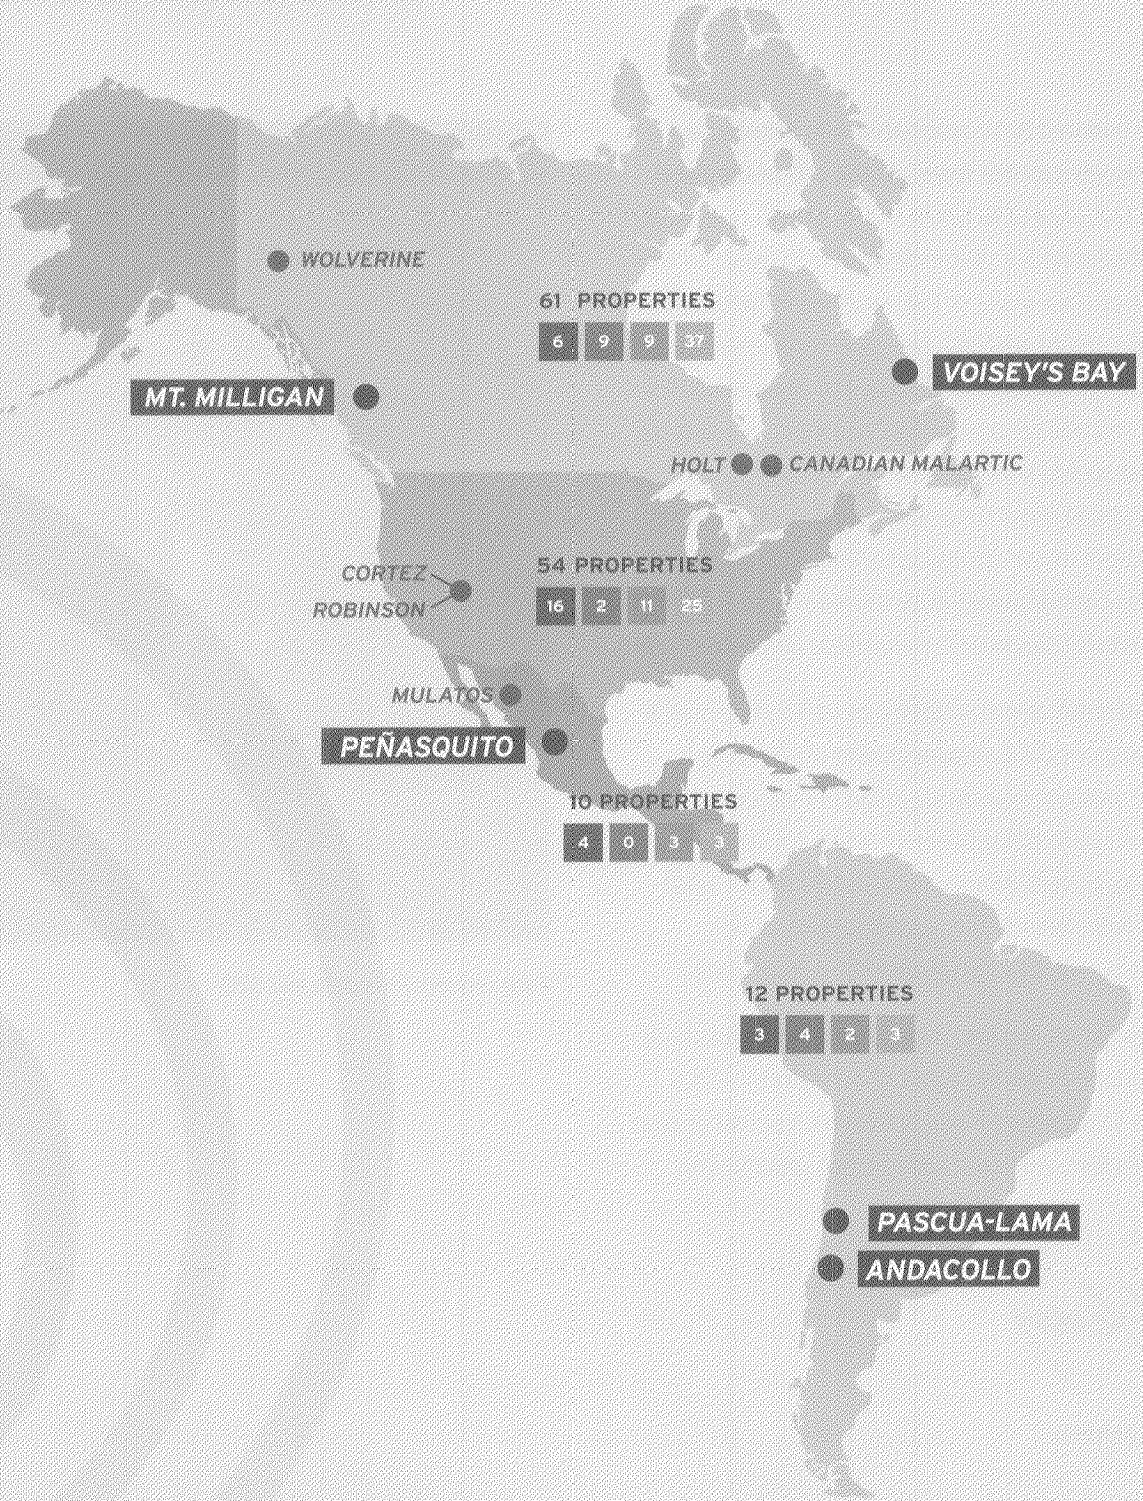 WOLVERINE
61 PROPERTIES
6 9 9 37
VOISEY'S BAY
MT. MILLIGAN
HOLT
CANADIAN MALARTIC
54 PROPERTIES
16 2 11 25
CORTEZ
ROBINSON
MULATOS
PEÑASQUITO
10 PROPERTIES
4 0 3 3
12 PROPERTIES
3 4 2 3
PASCUA-LAMA
ANDACOLLO